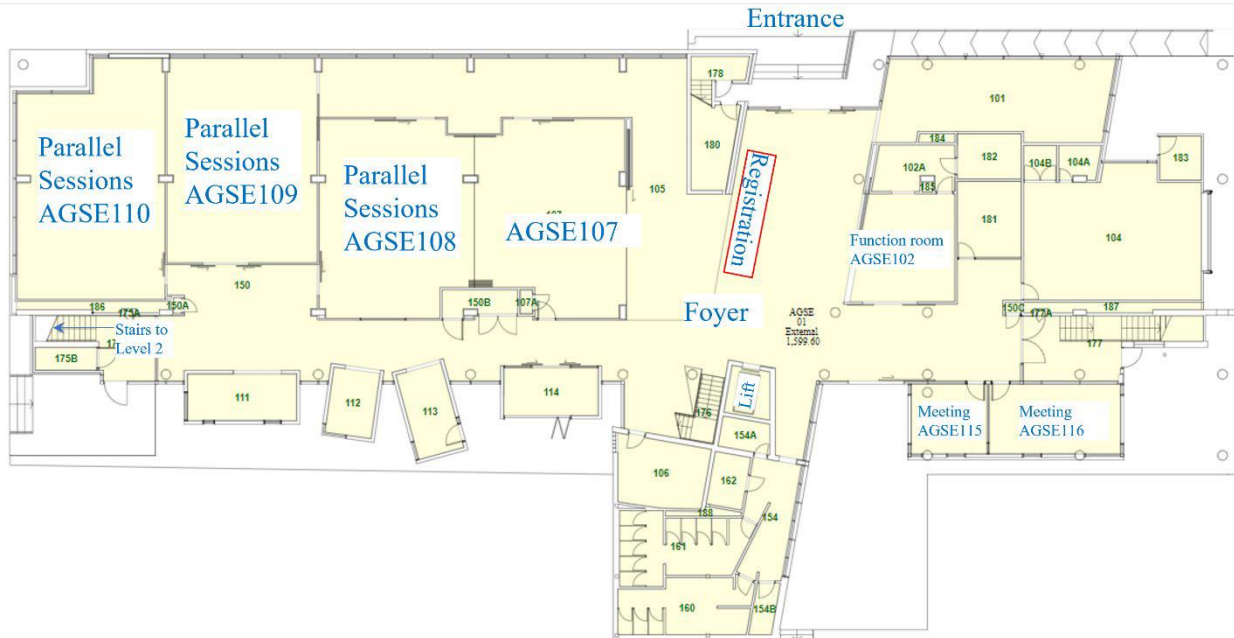 Entrance
178
101
Parallel
Sessions
AGSE110
Parallel
Sessions
AGSE109
Parallel
Sessions
AGSE108
AGSE107
105
180
Registration
184
102A
185
182
104B
104A
183
181
104
Function room
AGSE102
150
186
175A
150A
150B
107A
Foyer
AGSE
01
External
1,599.60
150C
177A
187
177
Stairs to
Level 2
175B
111
112
113
114
176
Lift
154A
Meeting
AGSE115
Meeting
AGSE116
106
162
188
154
161
160
154B